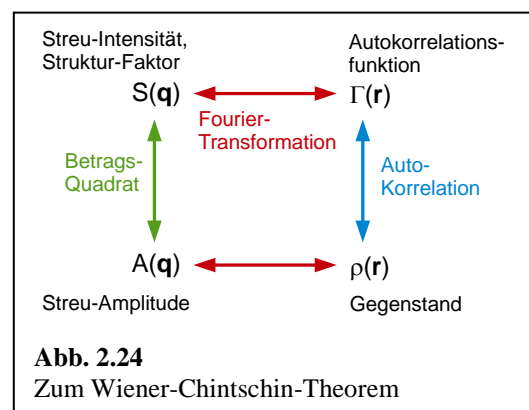 Streu-Intensität,
Struktur-Faktor
Autokorrelations-
funktion
S(q)
Γ(r)
Fourier-
Transformation
Betrags-
Quadrat
Auto-
Korrelation
A(q)
ρ(r)
Streu-Amplitude
Gegenstand
Abb. 2.24
Zum Wiener-Chintschin-Theorem